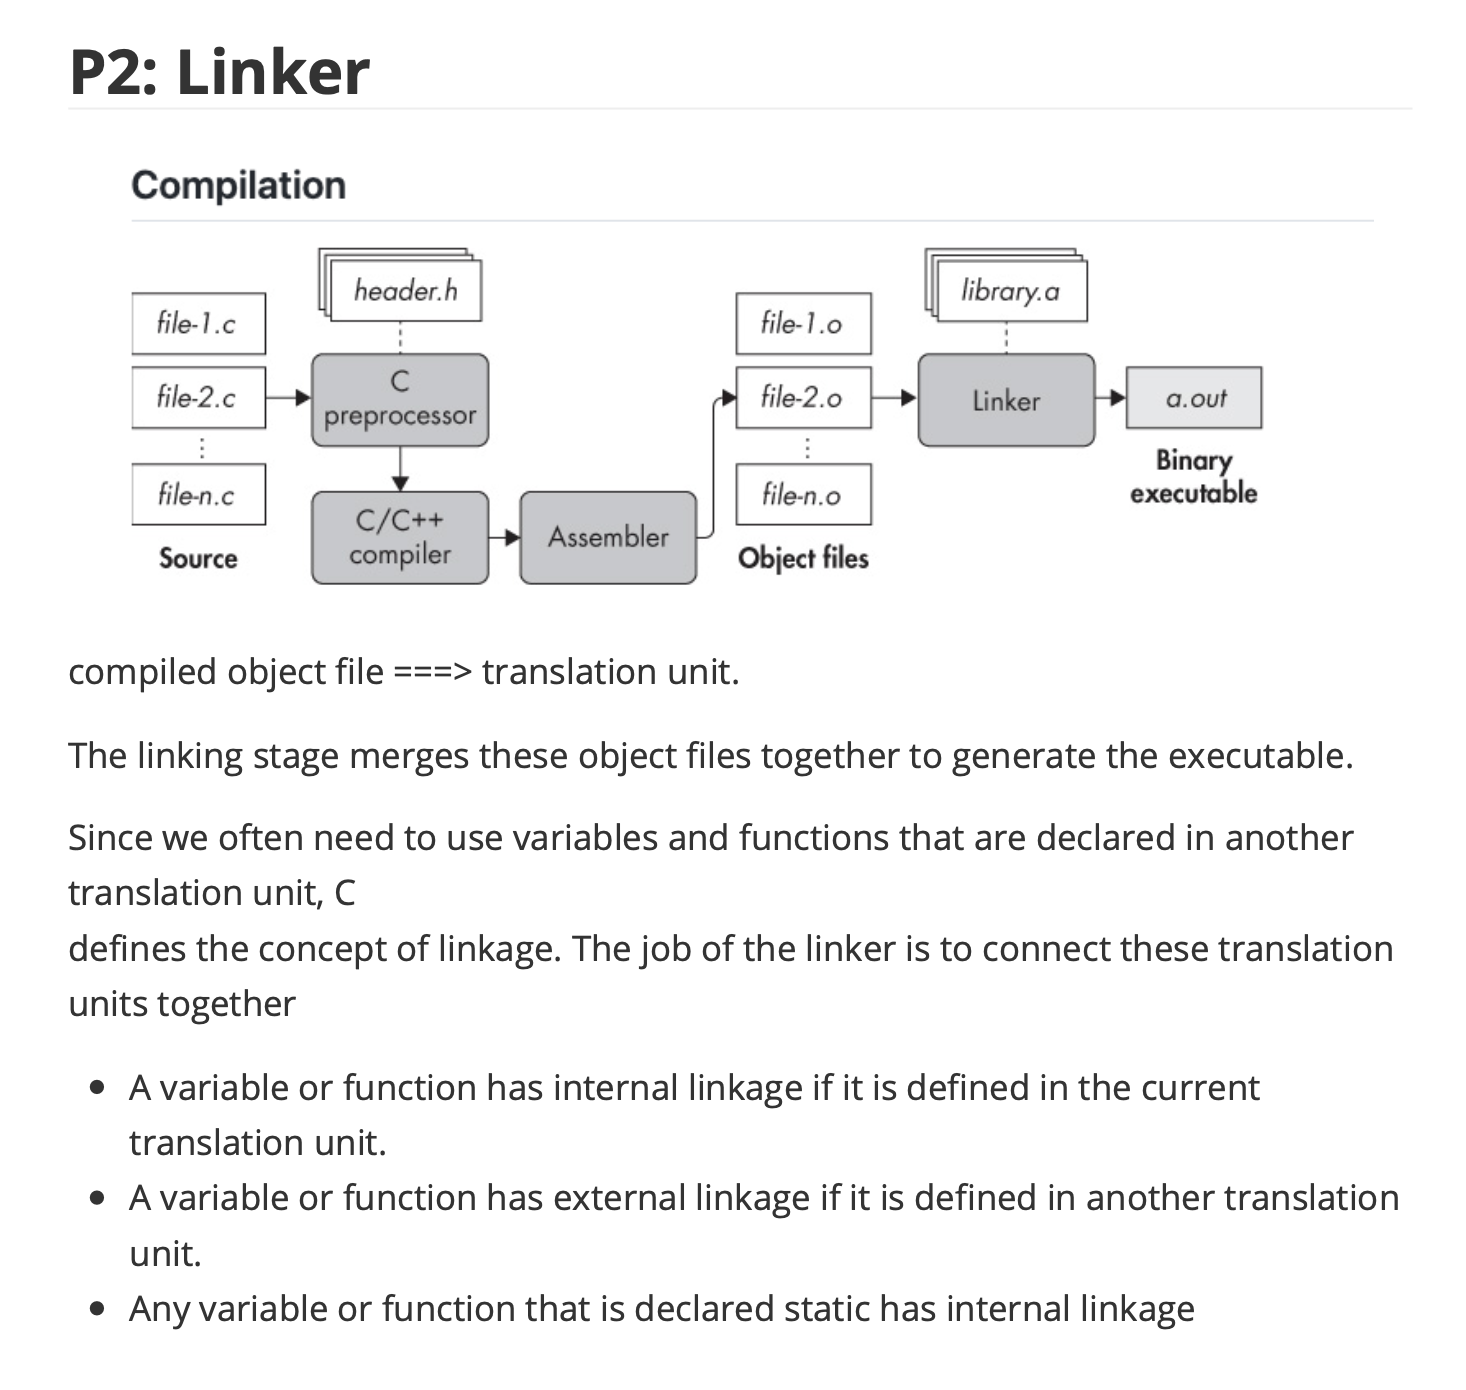 P2: Linker
Compilation
file-1.c
file-2.c
file-n.c
Source
header.h
C
preprocessor
C/C++
compiler
Assembler
file-1.o
file-2.o
file-n.o
Object files
library.a
Linker
a.out
Binary
executable
compiled object file ===> translation unit.
The linking stage merges these object files together to generate the executable.
Since we often need to use variables and functions that are declared in another
translation unit, C
defines the concept of linkage. The job of the linker is to connect these translation
units together
• A variable or function has internal linkage if it is defined in the current
translation unit.
• A variable or function has external linkage if it is defined in another translation
unit.
• Any variable or function that is declared static has internal linkage